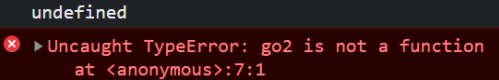 undefined
Uncaught TypeError: go2 is not a function
at <anonymous>:7:1